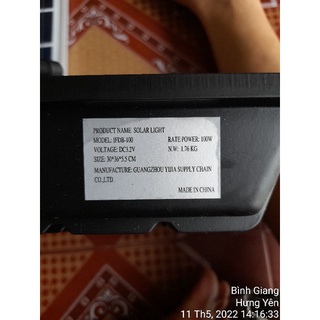 PRODUCT NAME SOLAR LIGHT
MODEL: IFDB-100 RATE POWER: 100W
VOLTAGE: DC3.2V N.W: 1.76 KG
SIZE: 30*36*5.5 CM
MANUFACTURE: GUANGZHOU YIJIA SUPPLY CHAIN
CO.,LTD.
MADE IN CHINA
Bình Giang
Hưng Yên
11 Th5, 2022 14:16:33